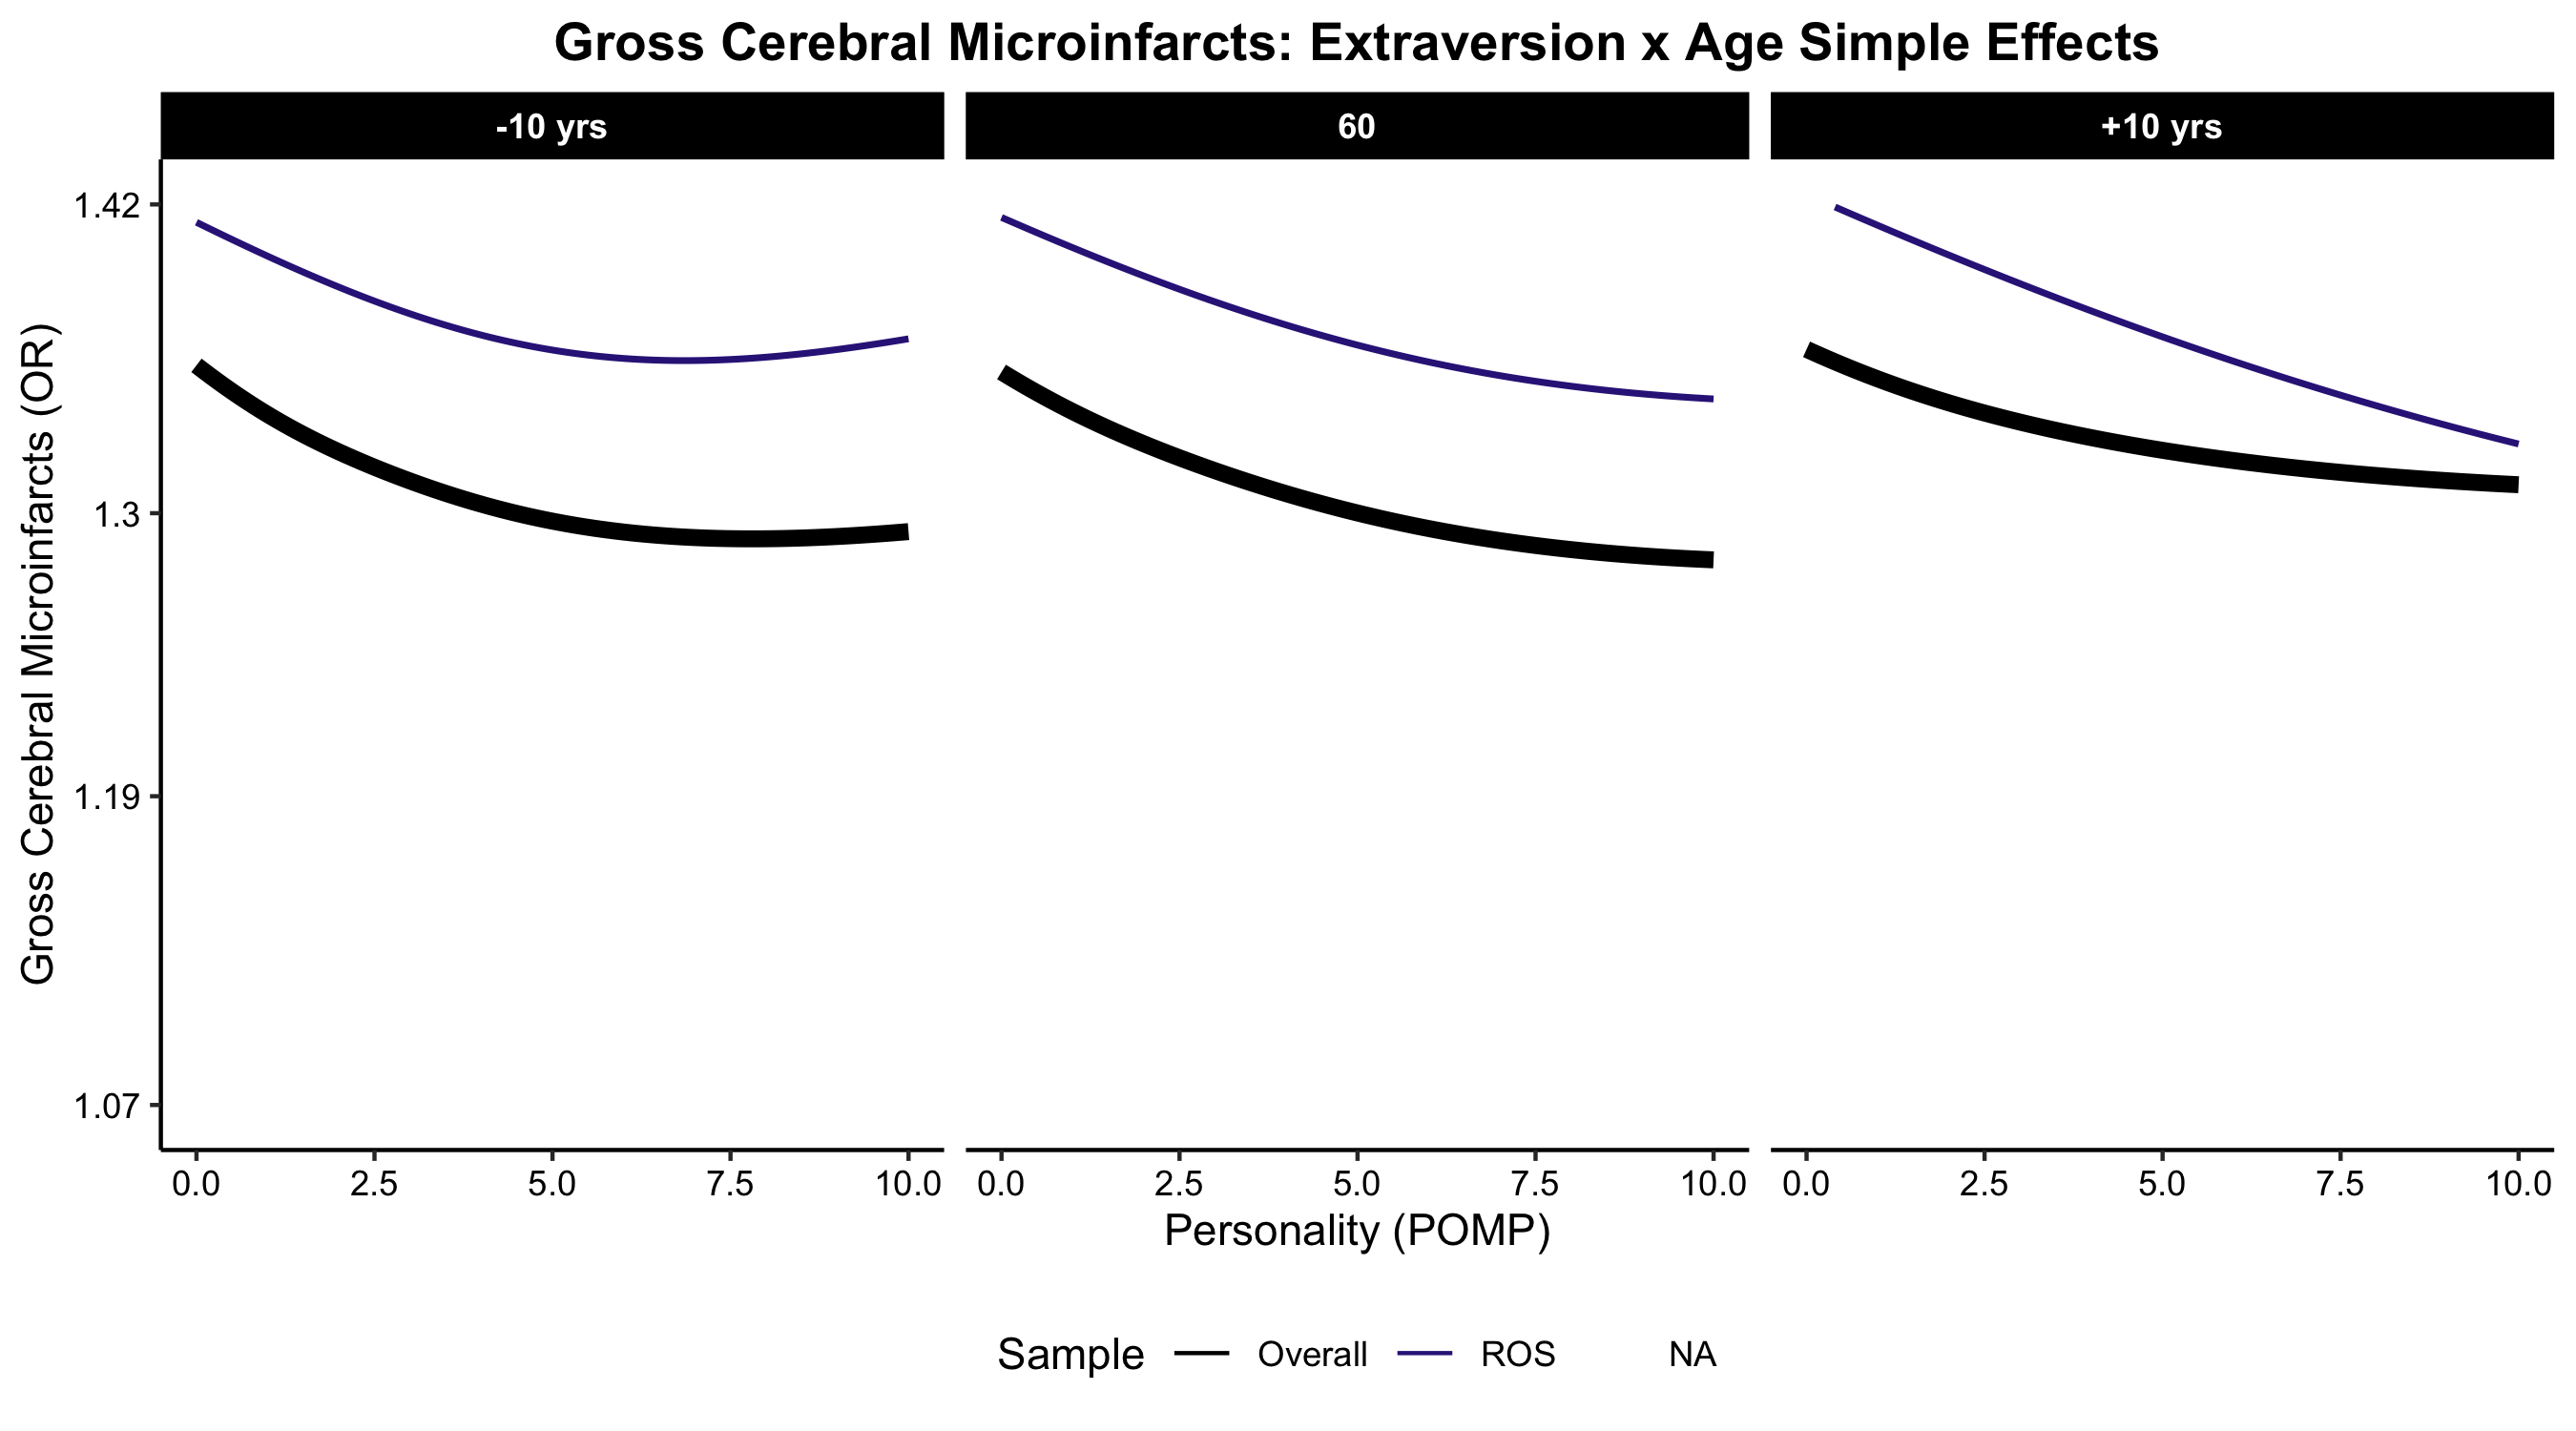 Gross Cerebral Microinfarcts: Extraversion x Age Simple Effects
-10 yrs
60
+10 yrs
Gross Cerebral Microinfarcts (OR)
1.42
1.3
1.19
1.07
0.0 2.5 5.0 7.5 10.0
0.0 2.5 5.0 7.5 10.0
0.0 2.5 5.0 7.5 10.0
Personality (POMP)
Sample Overall ROS NA